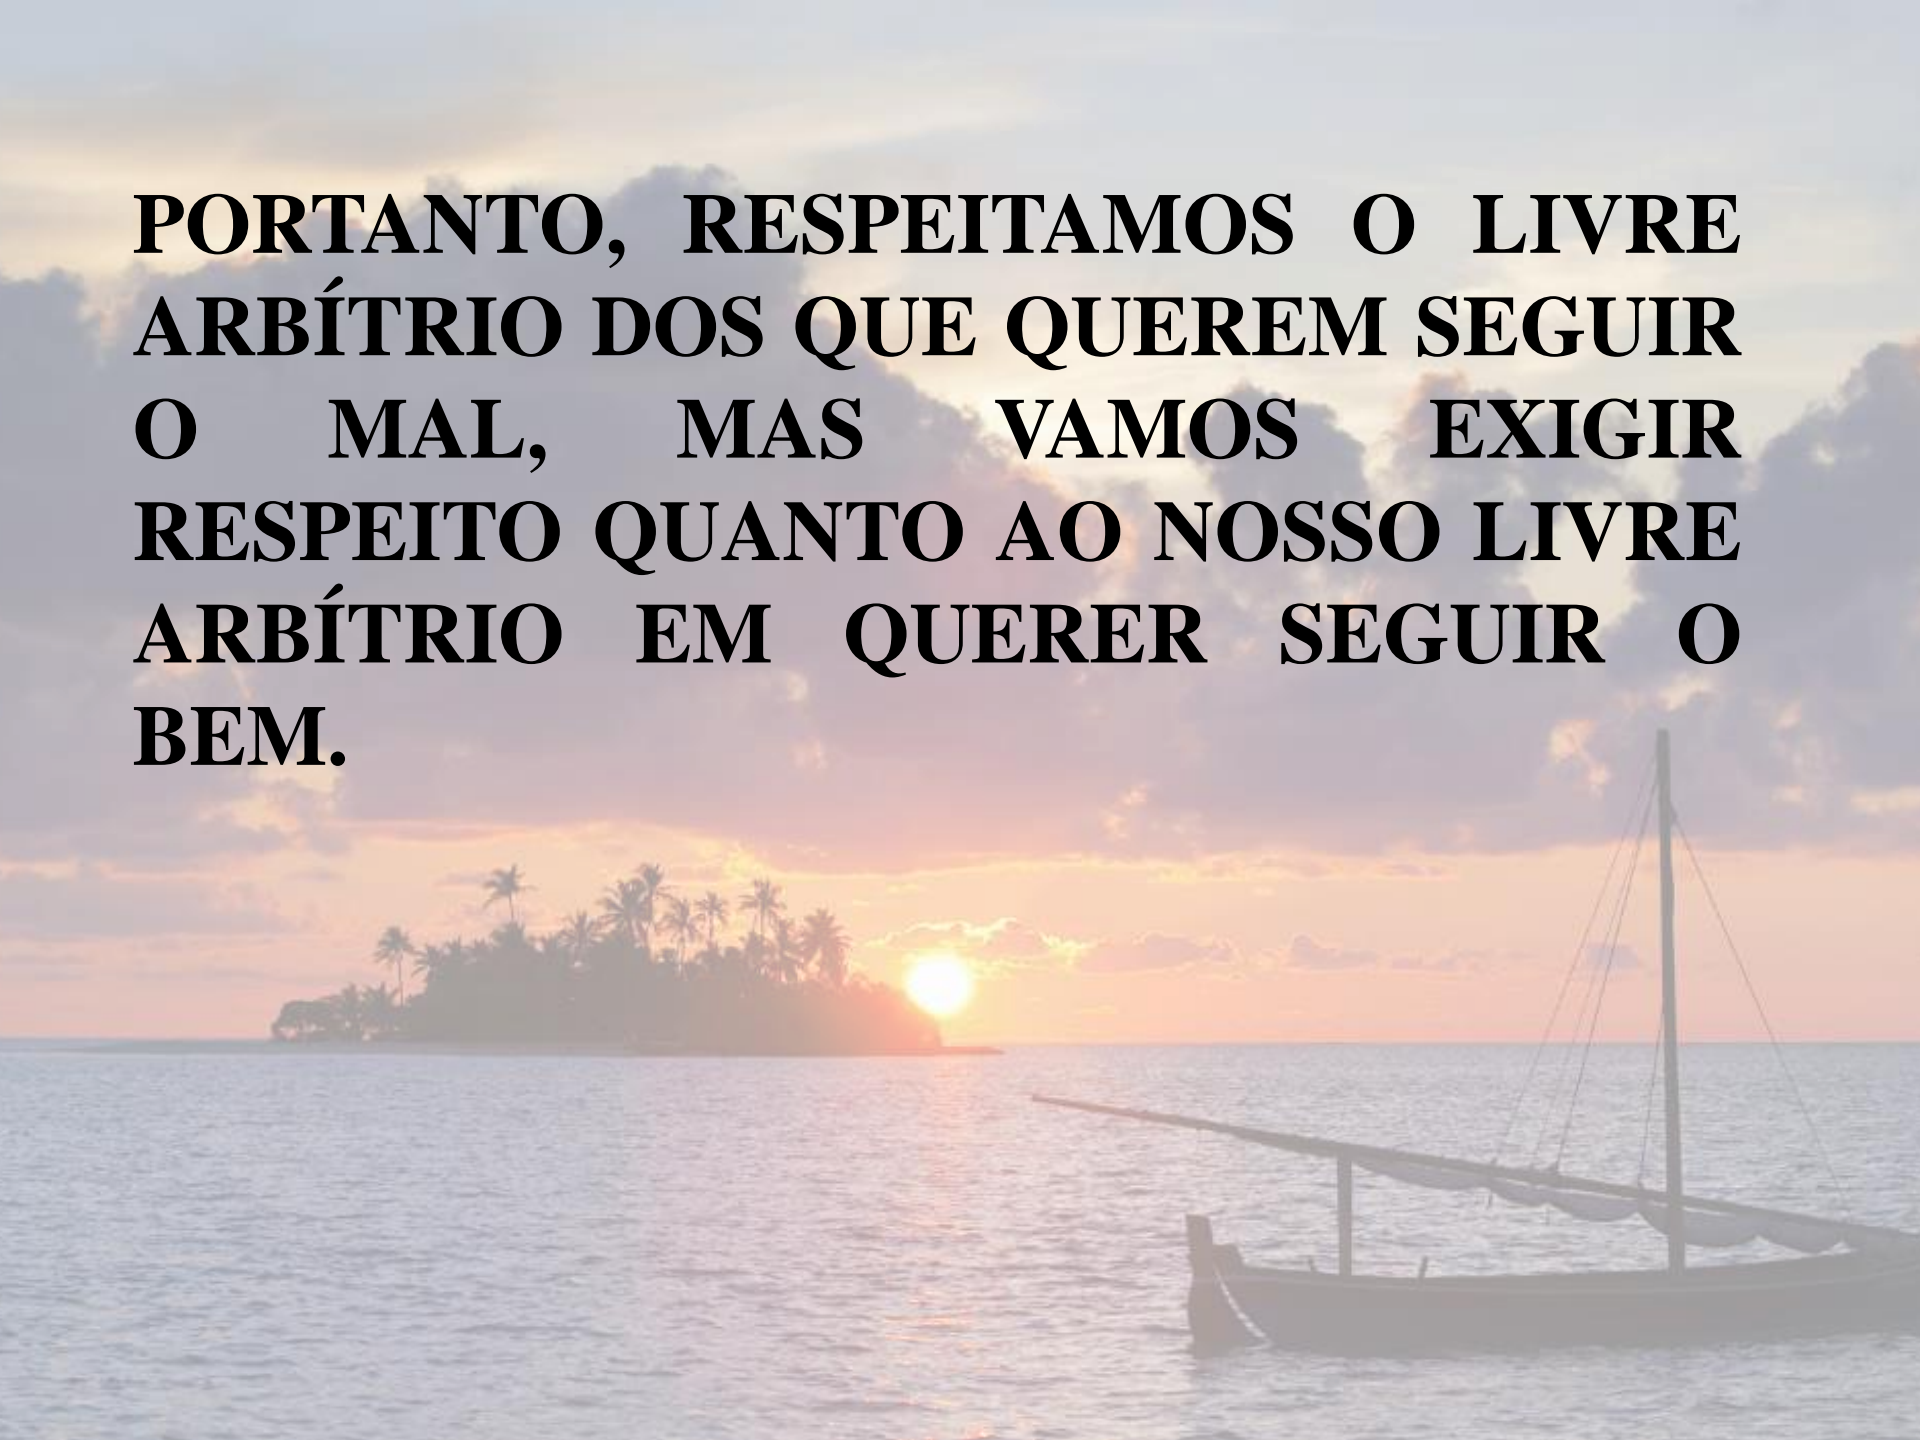 PORTANTO, RESPEITAMOS O LIVRE
ARBÍTRIO DOS QUE QUEREM SEGUIR
O MAL, MAS VAMOS EXIGIR
RESPEITO QUANTO AO NOSSO LIVRE
ARBÍTRIO EM QUERER SEGUIR O
BEM.